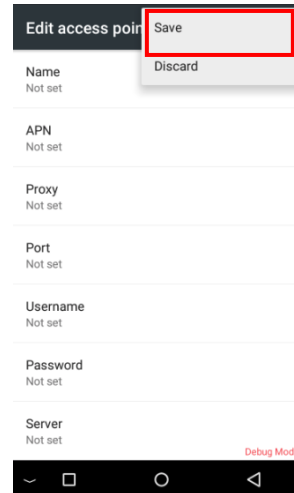 Edit access poin
Save
Discard
Name
Not set
APN
Not set
Proxy
Not set
Port
Not set
Username
Not set
Password
Not set
Server
Not set
Debug Mod